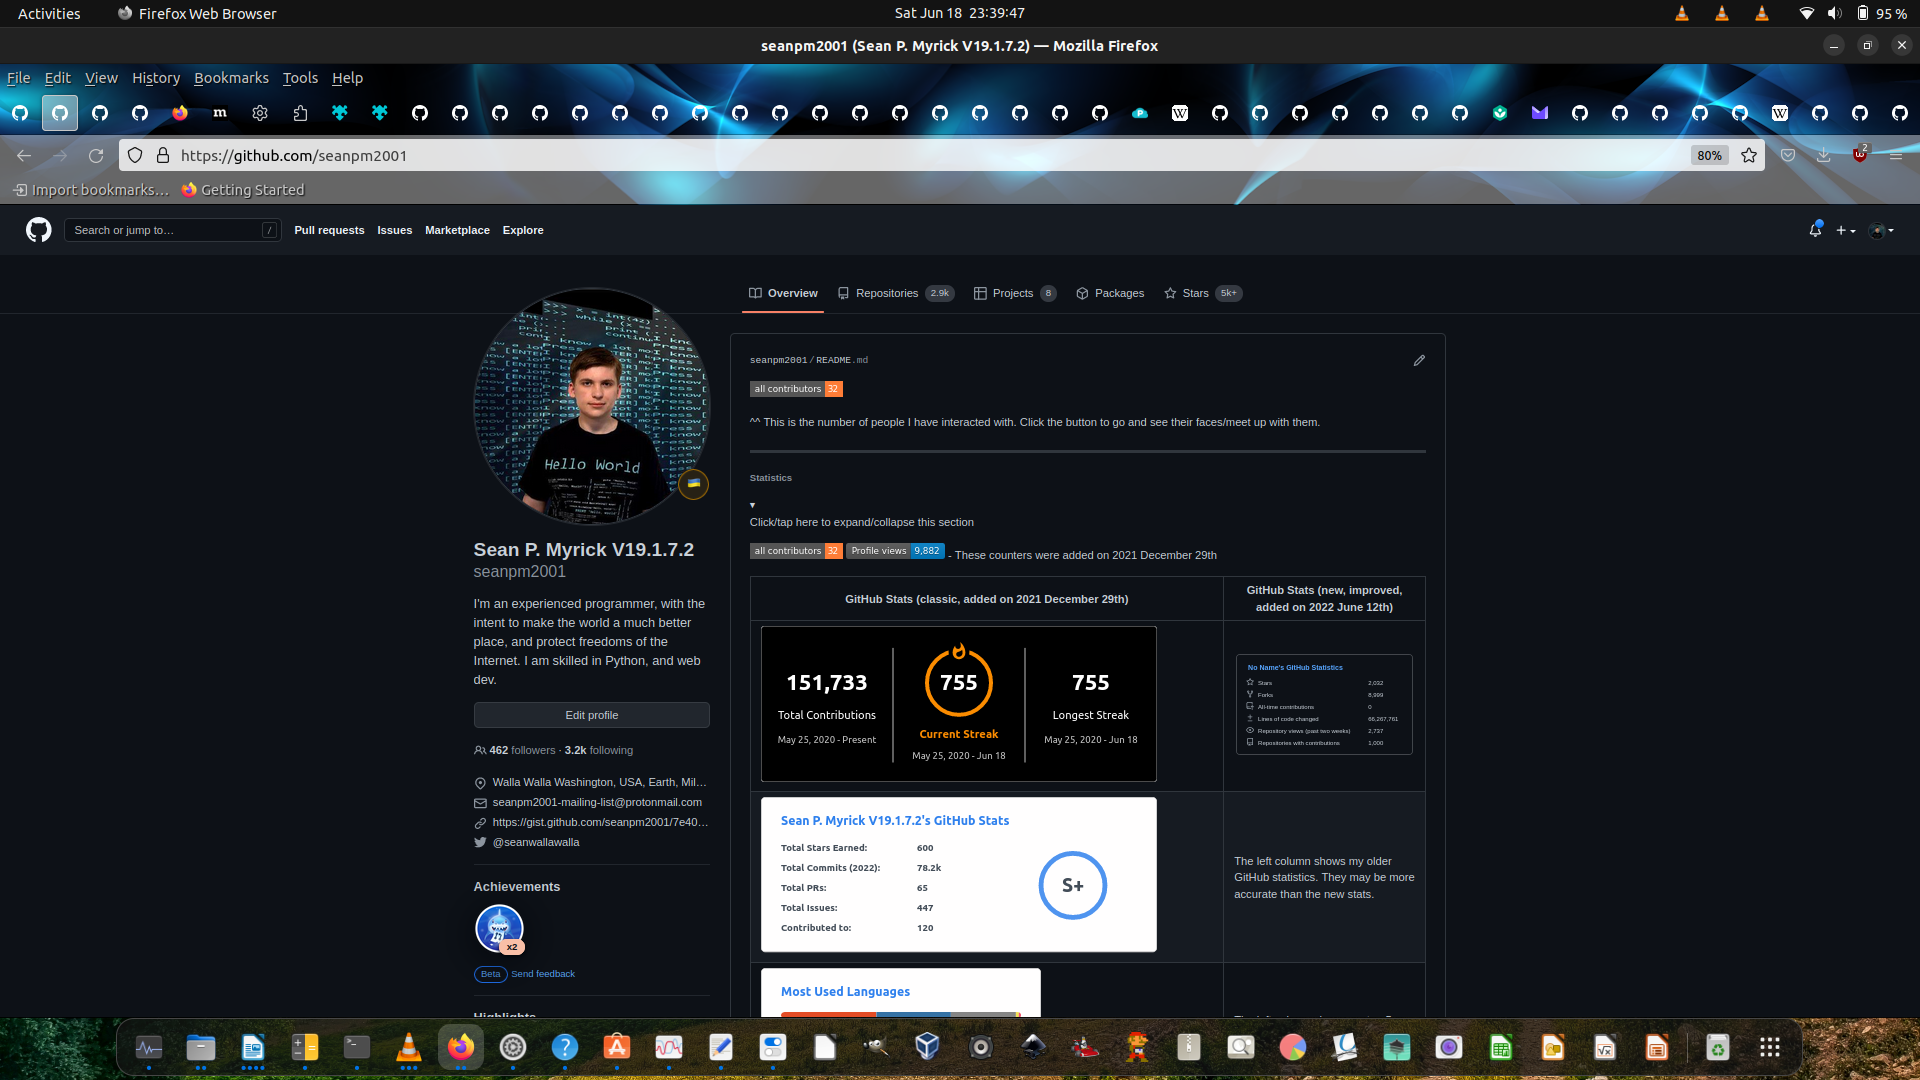 Activities
Firefox Web Browser
Sat Jun 18 23:39:47
95 %
seanpm2001 (Sean P. Myrick V19.1.7.2) — Mozilla Firefox
File Edit View History Bookmarks Tools Help
https://github.com/seanpm2001
80%
2
Import bookmarks…
Getting Started
Search or jump to…
/
Pull requests
Issues
Marketplace
Explore
Overview
Repositories 2.9k
Projects 8
Packages
Stars 5k+
Hello World
Sean P. Myrick V19.1.7.2
seanpm2001
I'm an experienced programmer, with the
intent to make the world a much better
place, and protect freedoms of the
Internet. I am skilled in Python, and web
dev.
Edit profile
462 followers · 3.2k following
Walla Walla Washington, USA, Earth, Mil…
seanpm2001-mailing-list@protonmail.com
https://gist.github.com/seanpm2001/7e40…
@seanwallawalla
Achievements
x2
Beta Send feedback
seanpm2001/README.md
all contributors 32
^^ This is the number of people I have interacted with. Click the button to go and see their faces/meet up with them.
Statistics
▾
Click/tap here to expand/collapse this section
all contributors 32 Profile views 9,882 - These counters were added on 2021 December 29th
GitHub Stats (classic, added on 2021 December 29th)
GitHub Stats (new, improved,
added on 2022 June 12th)
151,733
Total Contributions
May 25, 2020 - Present
755
Current Streak
May 25, 2020 - Jun 18
755
Longest Streak
May 25, 2020 - Jun 18
No Name's GitHub Statistics
Stars 2,032
Forks 8,999
All-time contributions 0
Lines of code changed 66,267,761
Repository views (past two weeks) 2,737
Repositories with contributions 1,000
Sean P. Myrick V19.1.7.2's GitHub Stats
Total Stars Earned: 600
Total Commits (2022): 78.2k
Total PRs: 65
Total Issues: 447
Contributed to: 120
S+
The left column shows my older
GitHub statistics. They may be more
accurate than the new stats.
Most Used Languages